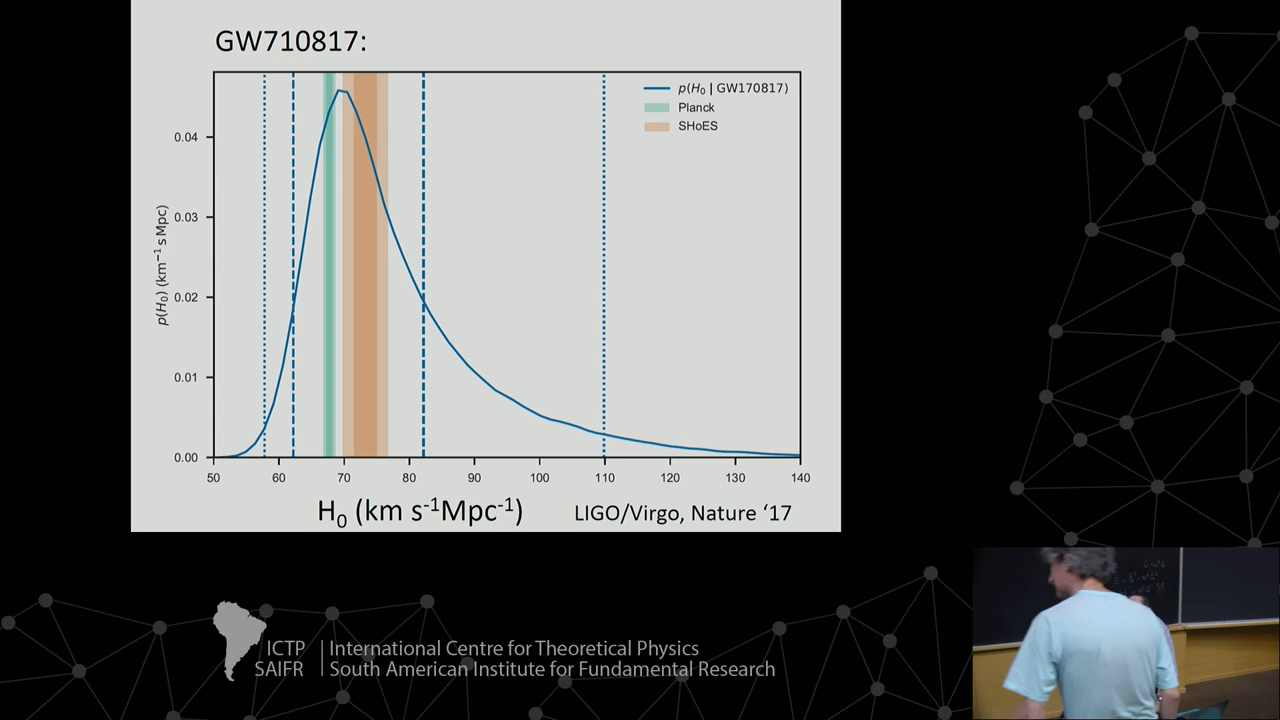 GW710817:
p(H₀ | GW170817)
Planck
SHoES
p(H₀) (km⁻¹ s Mpc)
0.04
0.03
0.02
0.01
0.00
50 60 70 80 90 100 110 120 130 140
H₀ (km s⁻¹Mpc⁻¹)
LIGO/Virgo, Nature ‘17
ICTP
SAIFR
International Centre for Theoretical Physics
South American Institute for Fundamental Research